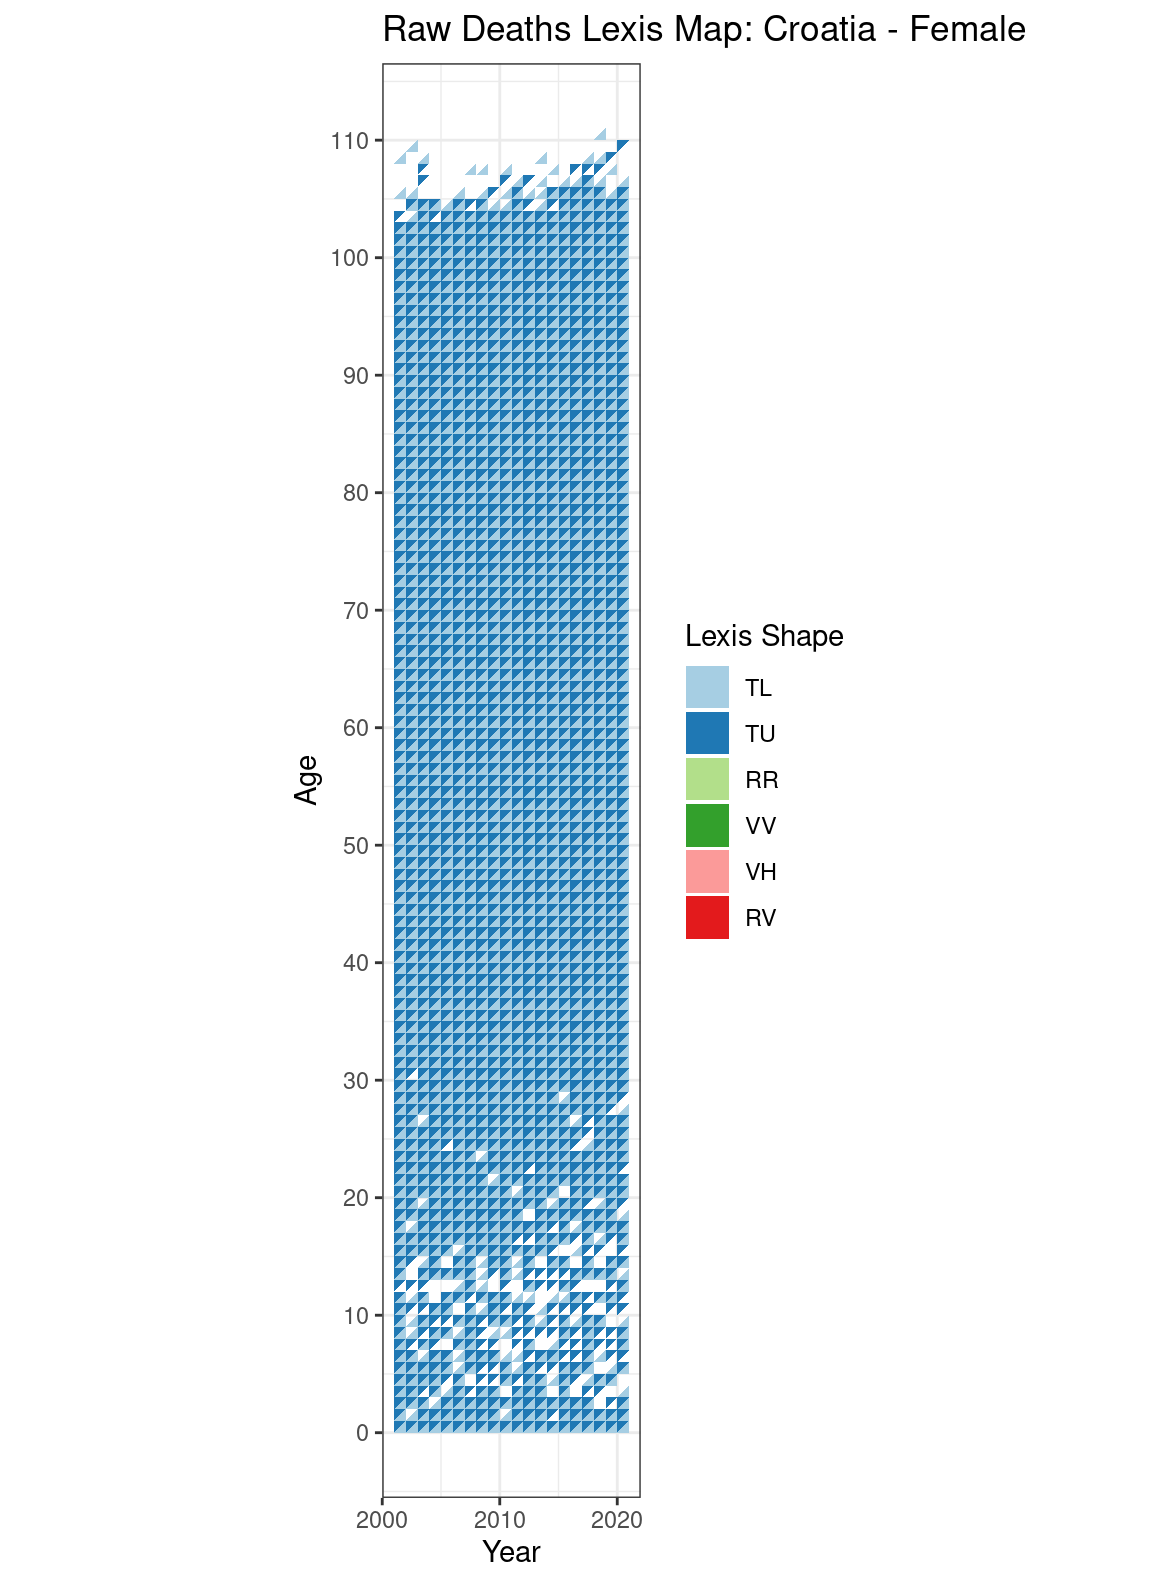 Raw Deaths Lexis Map: Croatia - Female
110
100
90
80
70
60
50
40
30
20
10
0
Age
2000 2010 2020
Year
Lexis Shape
TL
TU
RR
VV
VH
RV